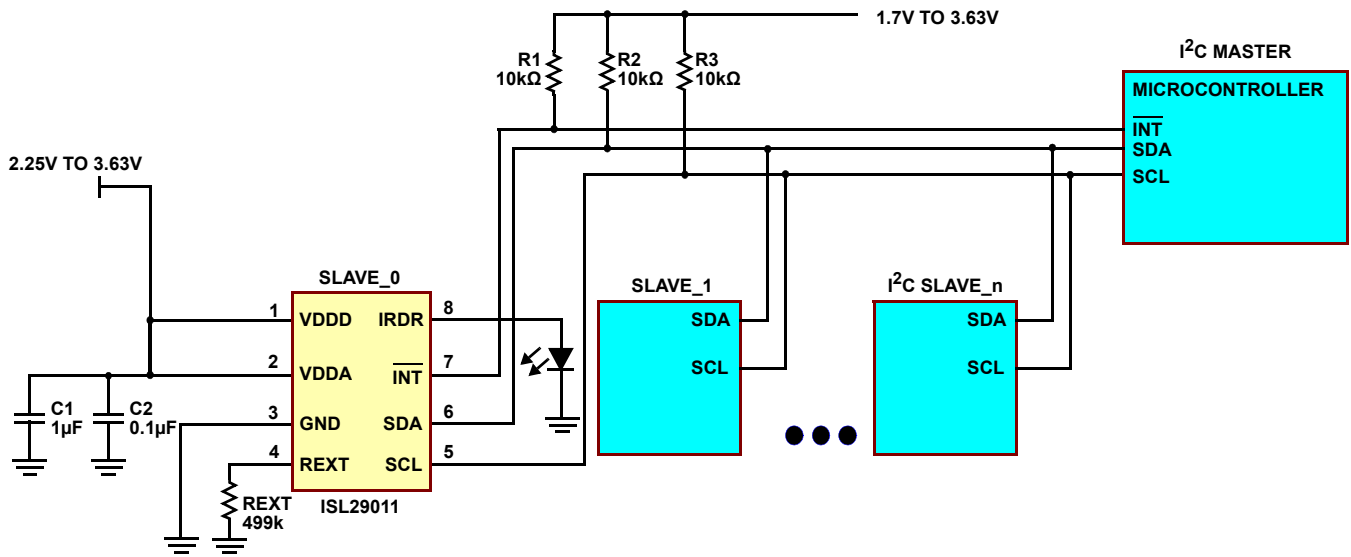 1.7V TO 3.63V
R1
10kΩ
R2
10kΩ
R3
10kΩ
I²C MASTER
MICROCONTROLLER
INT
SDA
SCL
2.25V TO 3.63V
SLAVE_0
1
VDDD
IRDR
8
2
VDDA
INT
7
3
GND
SDA
6
4
REXT
SCL
5
ISL29011
C1
1µF
C2
0.1µF
REXT
499k
SLAVE_1
SDA
SCL
I²C SLAVE_n
SDA
SCL